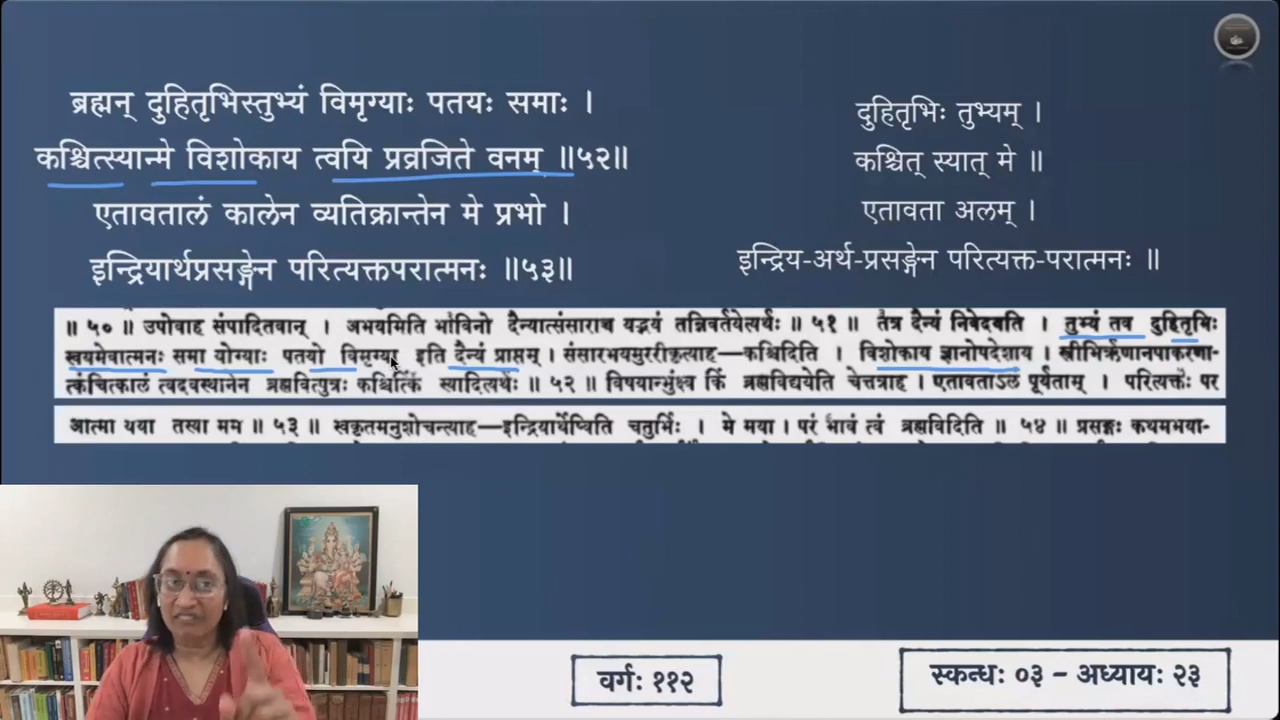 ब्रह्मन् दुहितृभिस्तुभ्यं विमृग्याः पतयः समाः ।
कश्चित्स्यान्मे विशोकाय त्वयि प्रव्रजिते वनम् ॥५२॥
एतावतालं कालेन व्यतिक्रान्तेन मे प्रभो ।
इन्द्रियार्थप्रसङ्गेन परित्यक्तपरात्मनः ॥५३॥
दुहितृभिः तुभ्यम् ।
कश्चित् स्यात् मे ॥
एतावता अलम् ।
इन्द्रिय-अर्थ-प्रसङ्गेन परित्यक्त-परात्मनः ॥
॥ ५० ॥ उपोवाह संपादितवान् । अभयमिति भाविनो दैन्यात्संसाराच्च यद्भयं तन्निवर्तयेत्यर्थः ॥ ५१ ॥ तत्र दैन्यं निवेदयति । तुभ्यं तव दुहितृभिः
स्वयमेवात्मनः समा योग्याः पतयो विमृग्या इति दैन्यं प्राप्तम् । संसारभयमुररीकृत्याह—कश्चिदिति । विशोकाय ज्ञानोपदेशाय । स्त्रीभिर्ऋणानपाकरणा-
त्कंचित्कालं त्वदवस्थानेन ब्रह्मवित्पुत्रः कश्चित्किं स्यादित्यर्थः ॥ ५२ ॥ विषयान्भुंक्ष्व किं ब्रह्मविद्ययेति चेत्तत्राह । एतावताऽलं पूर्यताम् । परित्यक्तः पर
आत्मा यया तस्या मम ॥ ५३ ॥ स्वकृतमनुशोचन्त्याह—इन्द्रियार्थेष्विति चतुर्भिः । मे मया । परं भावं त्वं ब्रह्मविदिति ॥ ५४ ॥ प्रसङ्गः कथमभया-
वर्गः ११२
स्कन्धः ०३ – अध्यायः २३